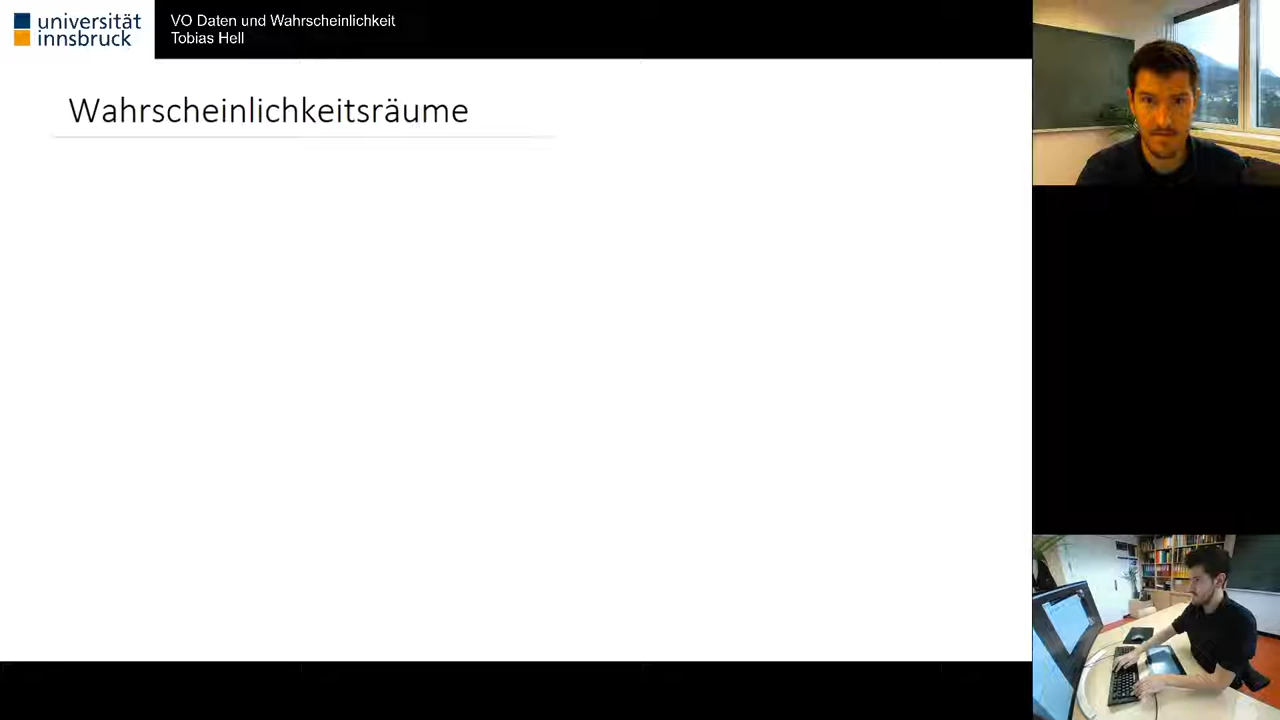 universität
innsbruck
VO Daten und Wahrscheinlichkeit
Tobias Hell
Wahrscheinlichkeitsräume